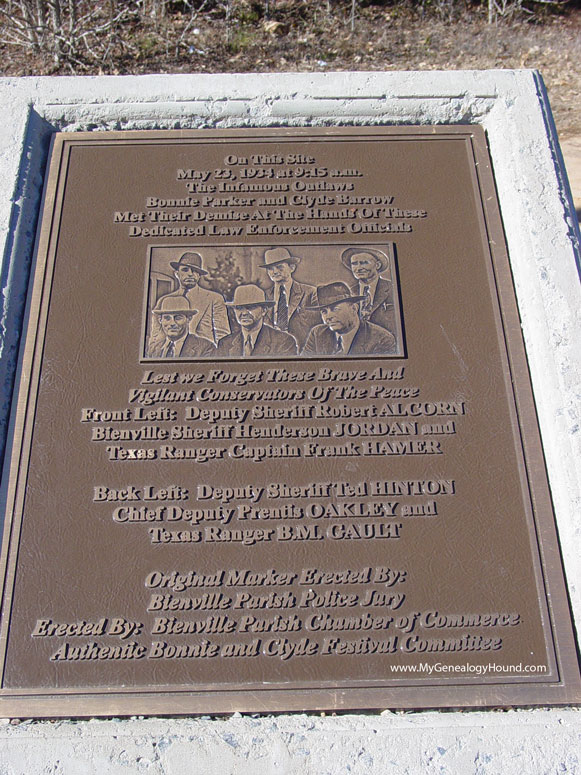 On This Site
May 23, 1934 at 9:15 a.m.
The Infamous Outlaws
Bonnie Parker and Clyde Barrow
Met Their Demise At The Hands Of These
Dedicated Law Enforcement Officials
Lest we Forget These Brave And
Vigilant Conservators Of The Peace
Front Left: Deputy Sheriff Robert ALCORN
Bienville Sheriff Henderson JORDAN and
Texas Ranger Captain Frank HAMER
Back Left: Deputy Sheriff Ted HINTON
Chief Deputy Prentis OAKLEY and
Texas Ranger B.M. GAULT
Original Marker Erected By:
Bienville Parish Police Jury
Erected By: Bienville Parish Chamber of Commerce
Authentic Bonnie and Clyde Festival Committee
www.MyGenealogyHound.com